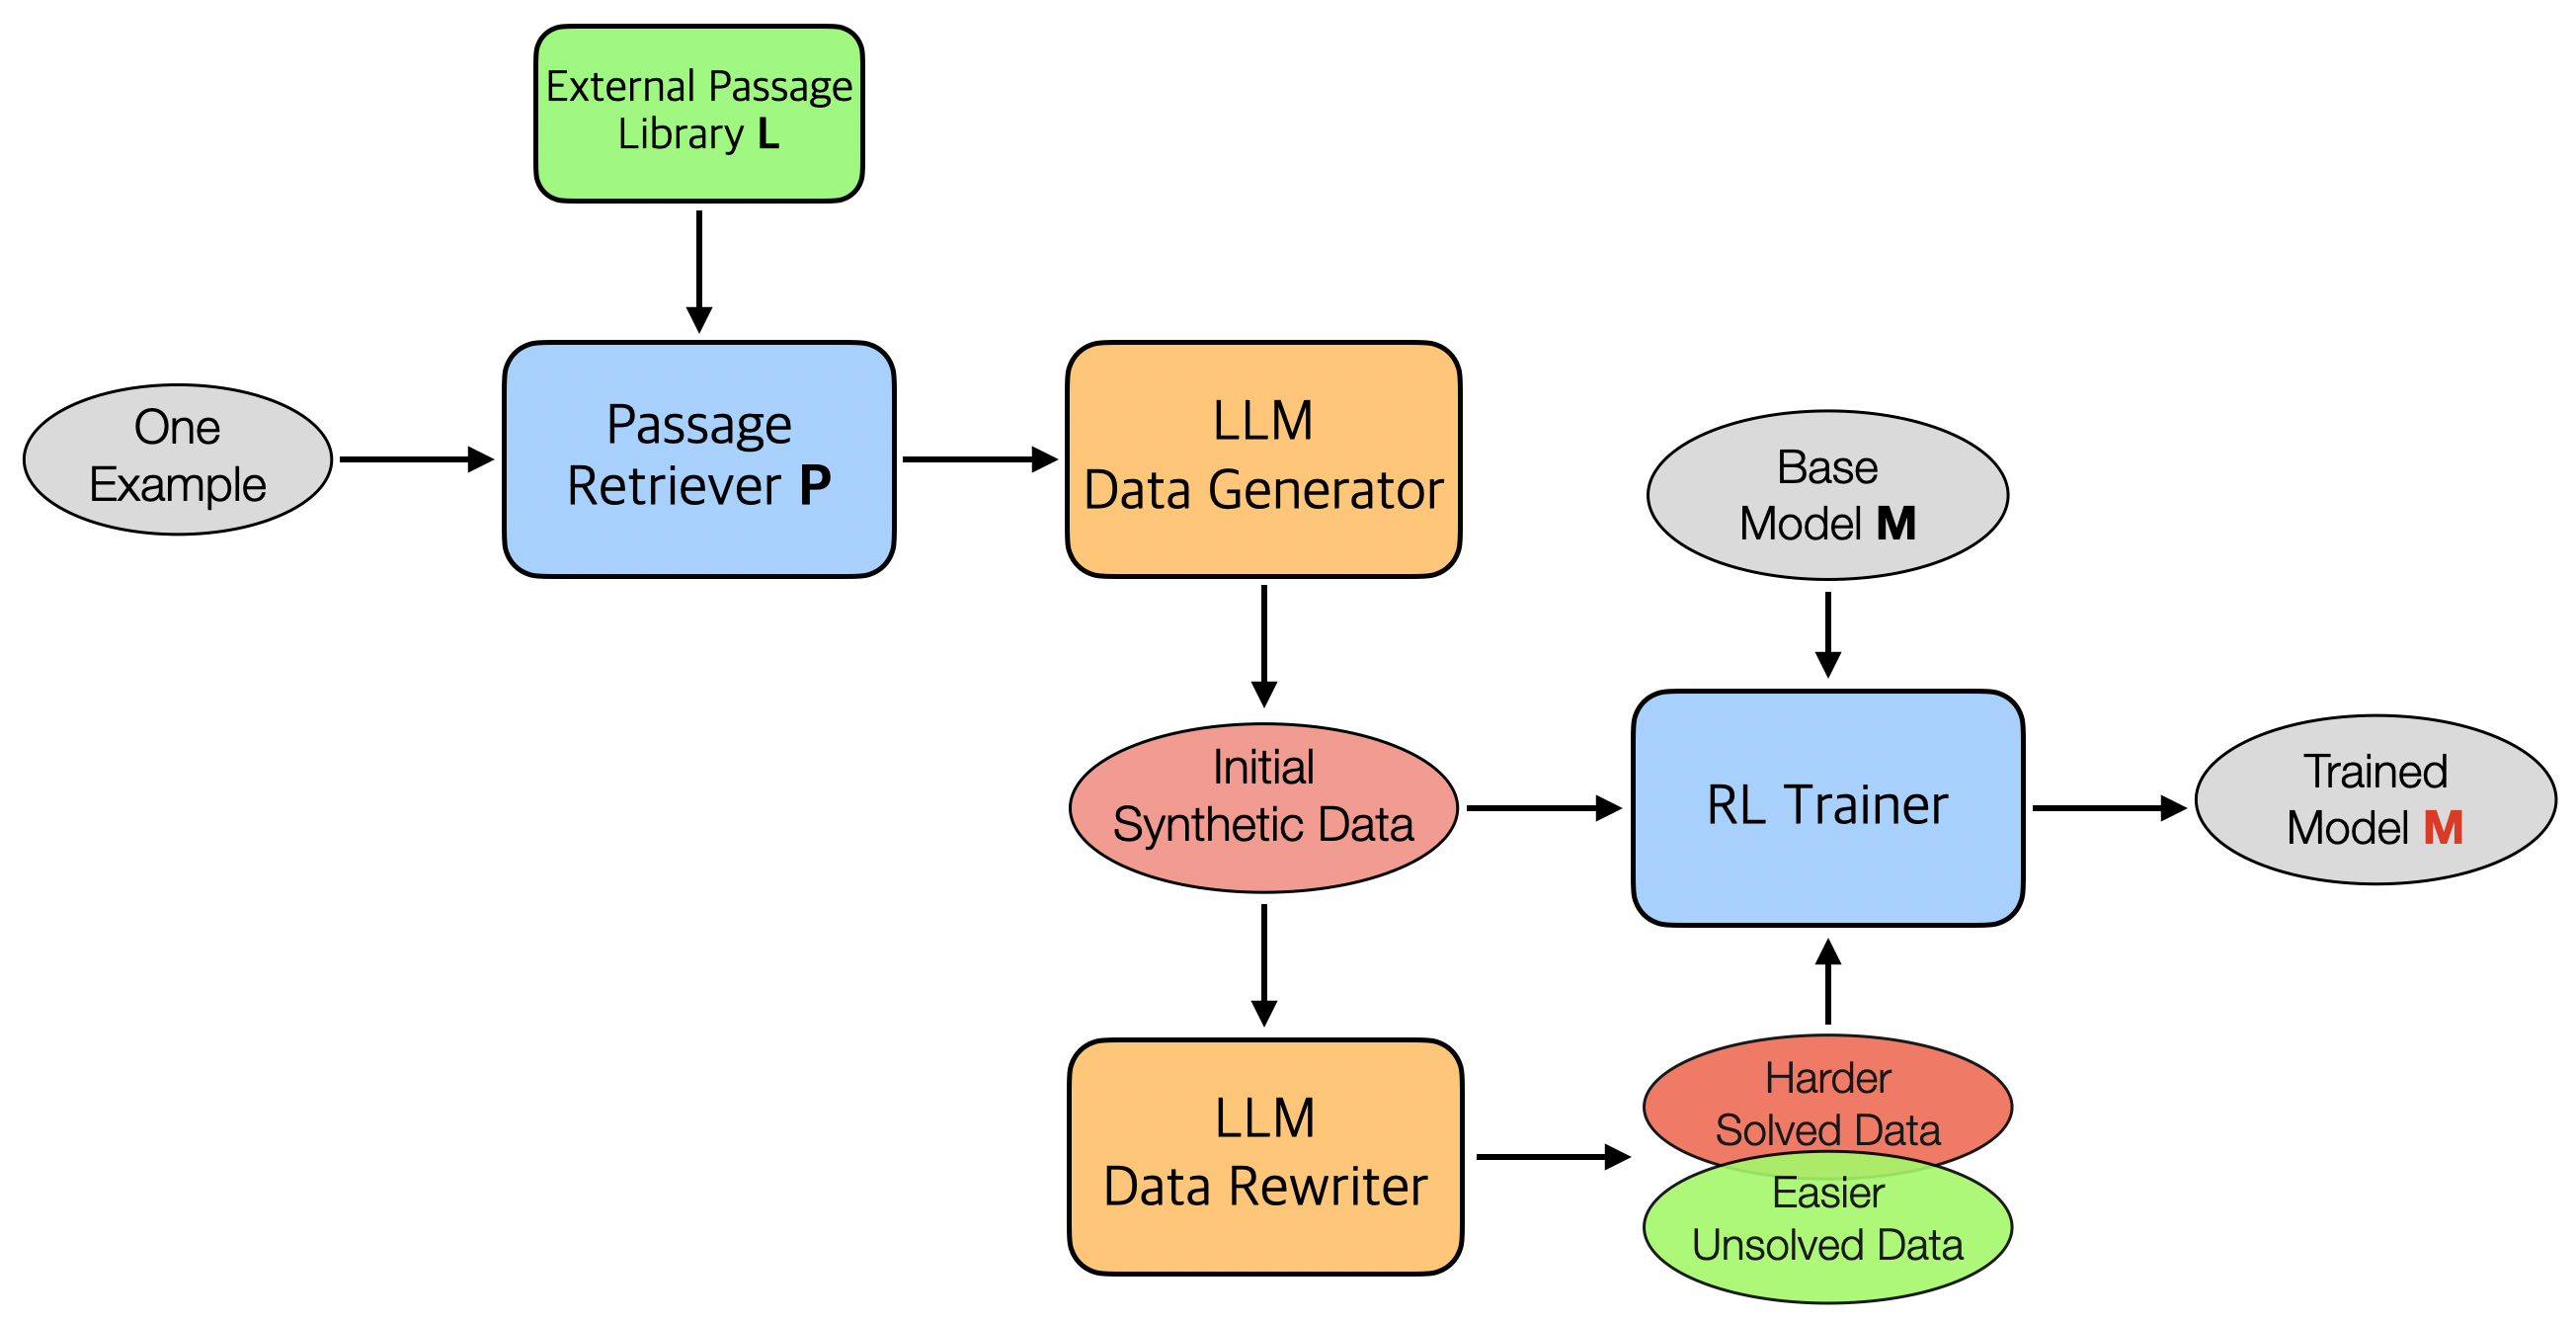 External Passage
Library L
One
Example
Passage
Retriever P
LLM
Data Generator
Base
Model M
Initial
Synthetic Data
RL Trainer
Trained
Model M
LLM
Data Rewriter
Harder
Solved Data
Easier
Unsolved Data